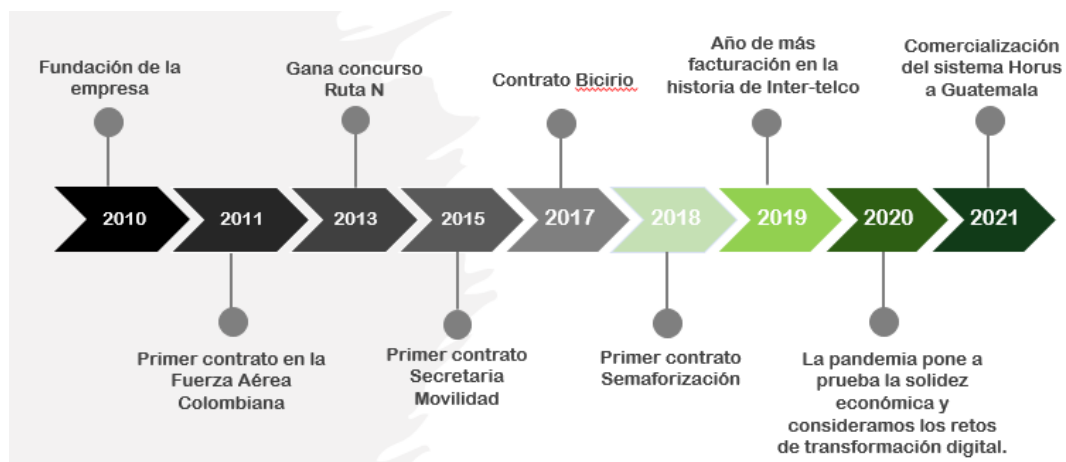 Fundación de la
empresa
Gana concurso
Ruta N
Contrato Bicirio
Año de más
facturación en la
historia de Inter-telco
Comercialización
del sistema Horus
a Guatemala
2010
2011
2013
2015
2017
2018
2019
2020
2021
Primer contrato en la
Fuerza Aérea
Colombiana
Primer contrato
Secretaria
Movilidad
Primer contrato
Semaforización
La pandemia pone a
prueba la solidez
económica y
consideramos los retos
de transformación digital.